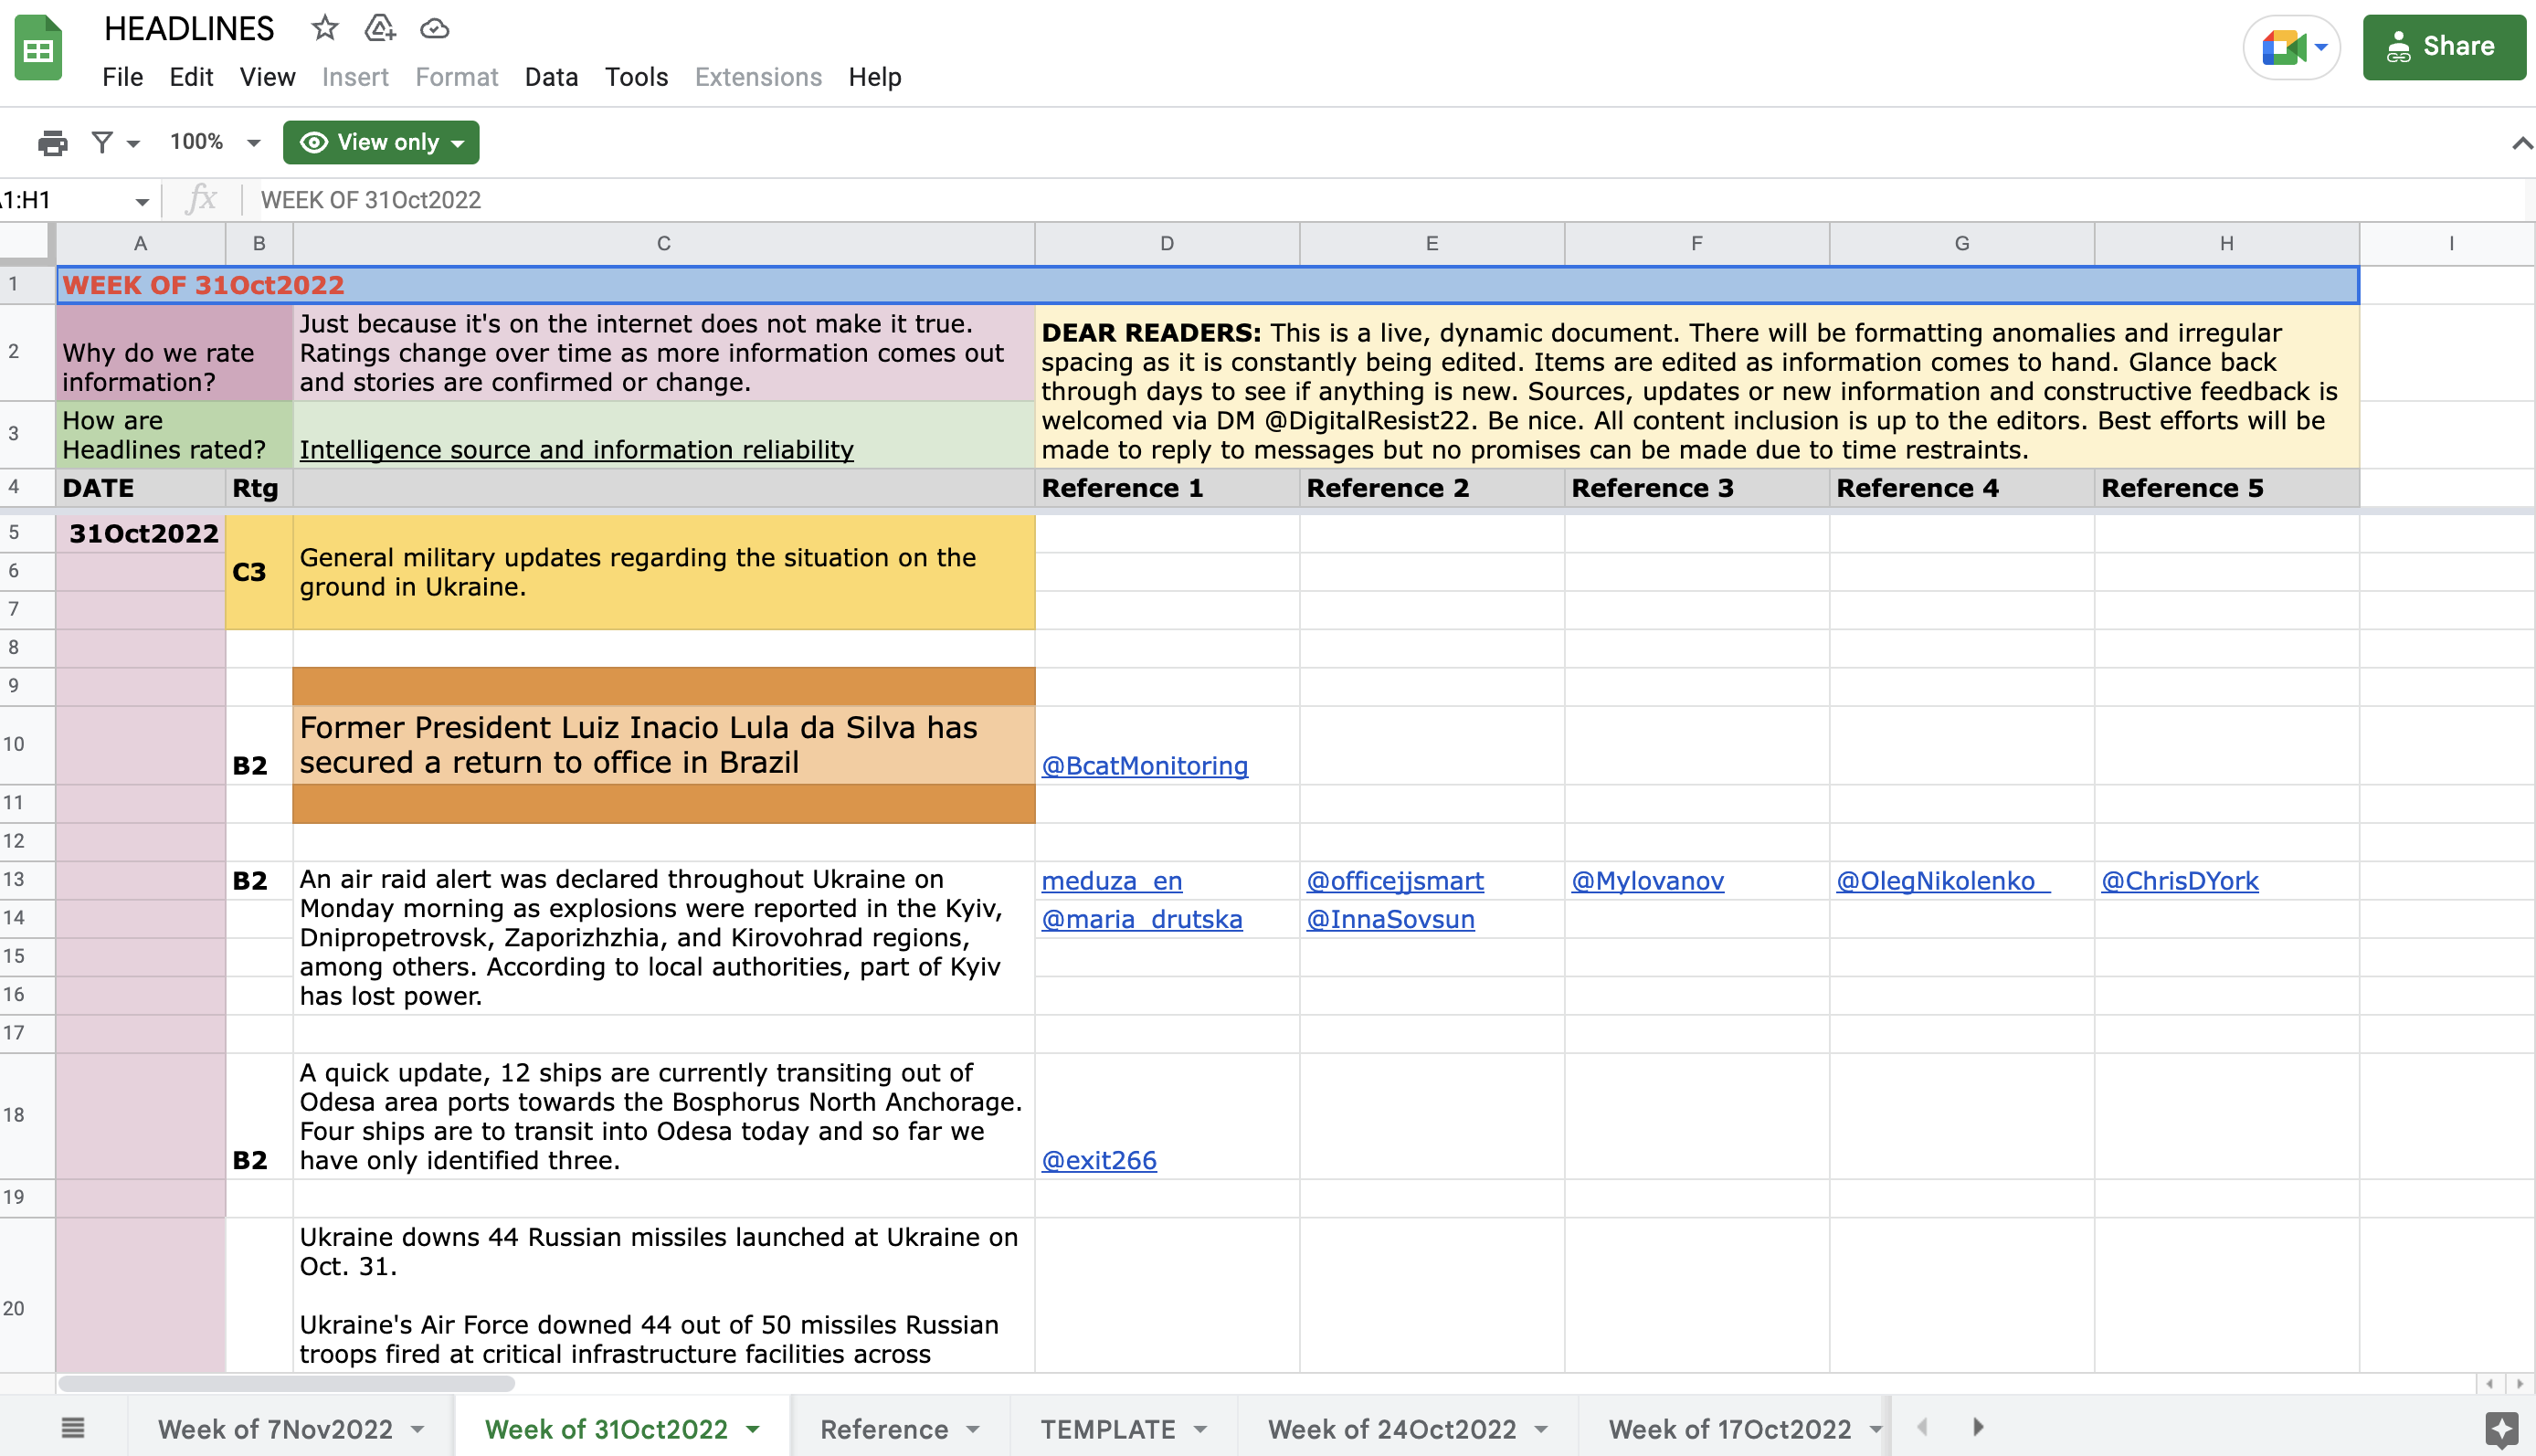 HEADLINES
File Edit View Insert Format Data Tools Extensions Help
Share
100% View only
1:H1 fx WEEK OF 31Oct2022
A B C D E F G H I
1 WEEK OF 31Oct2022
2 Why do we rate
information?
Just because it's on the internet does not make it true.
Ratings change over time as more information comes out
and stories are confirmed or change.
DEAR READERS: This is a live, dynamic document. There will be formatting anomalies and irregular
spacing as it is constantly being edited. Items are edited as information comes to hand. Glance back
through days to see if anything is new. Sources, updates or new information and constructive feedback is
welcomed via DM @DigitalResist22. Be nice. All content inclusion is up to the editors. Best efforts will be
made to reply to messages but no promises can be made due to time restraints.
3 How are
Headlines rated?
Intelligence source and information reliability
4 DATE Rtg Reference 1 Reference 2 Reference 3 Reference 4 Reference 5
5 31Oct2022
6 C3 General military updates regarding the situation on the
ground in Ukraine.
7
8
9
10 B2 Former President Luiz Inacio Lula da Silva has
secured a return to office in Brazil
@BcatMonitoring
11
12
13 B2 An air raid alert was declared throughout Ukraine on
Monday morning as explosions were reported in the Kyiv,
Dnipropetrovsk, Zaporizhzhia, and Kirovohrad regions,
among others. According to local authorities, part of Kyiv
has lost power.
meduza_en @officejjsmart @Mylovanov @OlegNikolenko_ @ChrisDYork
14 @maria_drutska @InnaSovsun
15
16
17
18 B2 A quick update, 12 ships are currently transiting out of
Odesa area ports towards the Bosphorus North Anchorage.
Four ships are to transit into Odesa today and so far we
have only identified three.
@exit266
19
20 Ukraine downs 44 Russian missiles launched at Ukraine on
Oct. 31.
Ukraine's Air Force downed 44 out of 50 missiles Russian
troops fired at critical infrastructure facilities across
Week of 7Nov2022 Week of 31Oct2022 Reference TEMPLATE Week of 24Oct2022 Week of 17Oct2022